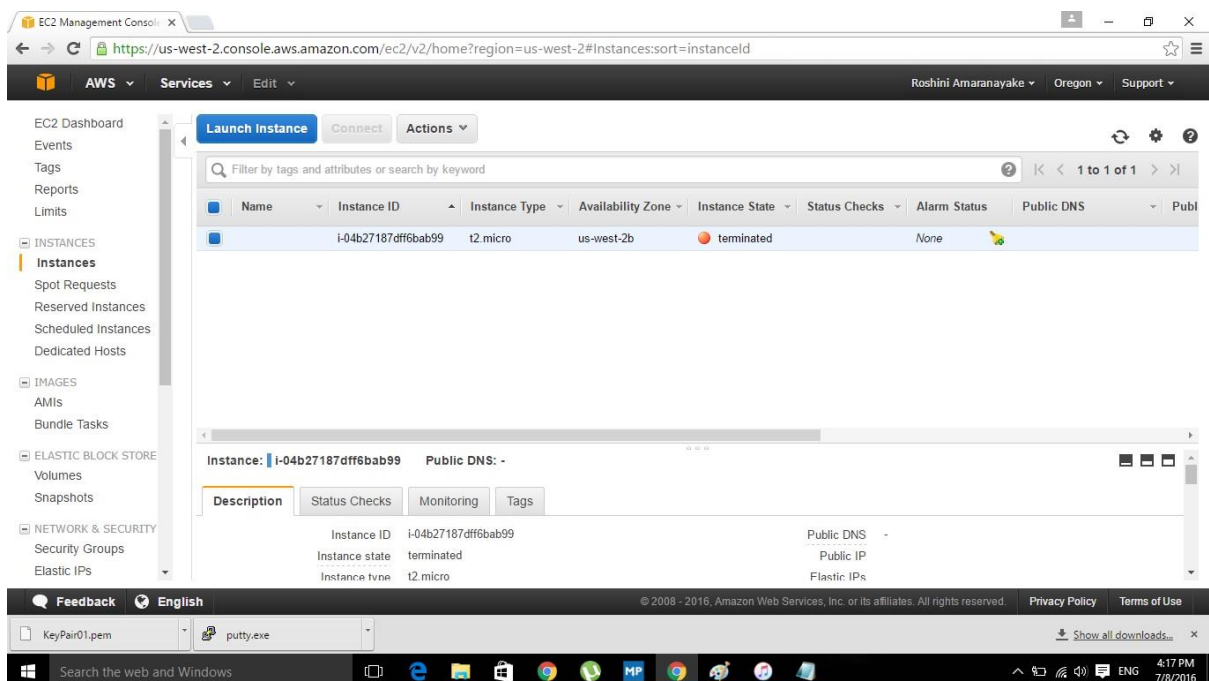 EC2 Management Consol
https://us-west-2.console.aws.amazon.com/ec2/v2/home?region=us-west-2#Instances:sort=instanceId
AWS Services Edit Roshini Amaranayake Oregon Support
EC2 Dashboard
Events
Tags
Reports
Limits
INSTANCES
Instances
Spot Requests
Reserved Instances
Scheduled Instances
Dedicated Hosts
IMAGES
AMIs
Bundle Tasks
ELASTIC BLOCK STORE
Volumes
Snapshots
NETWORK & SECURITY
Security Groups
Elastic IPs
Launch Instance Connect Actions
Filter by tags and attributes or search by keyword 1 to 1 of 1
Name Instance ID Instance Type Availability Zone Instance State Status Checks Alarm Status Public DNS Publ
i-04b27187dff6bab99 t2.micro us-west-2b terminated None
Instance: i-04b27187dff6bab99 Public DNS: -
Description Status Checks Monitoring Tags
Instance ID i-04b27187dff6bab99 Public DNS -
Instance state terminated Public IP
Instance type t2.micro Elastic IPs
Feedback English © 2008 - 2016, Amazon Web Services, Inc. or its affiliates. All rights reserved. Privacy Policy Terms of Use
KeyPair01.pem putty.exe Show all downloads...
Search the web and Windows MP ENG 4:17 PM
7/8/2016